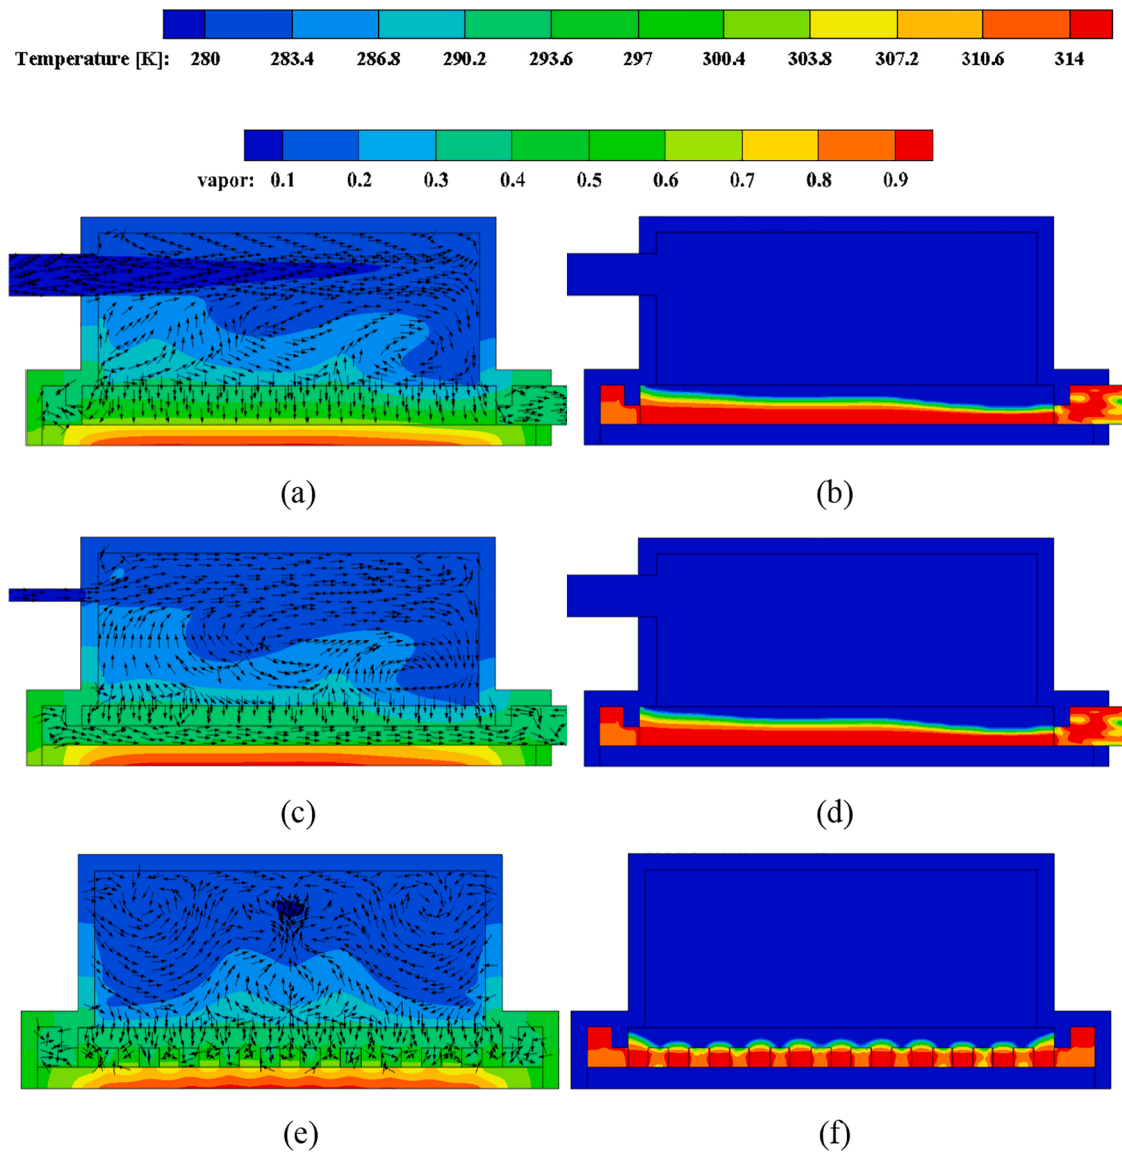 Temperature [K]: 280 283.4 286.8 290.2 293.6 297 300.4 303.8 307.2 310.6 314
vapor: 0.1 0.2 0.3 0.4 0.5 0.6 0.7 0.8 0.9
(a) (b)
(c) (d)
(e) (f)